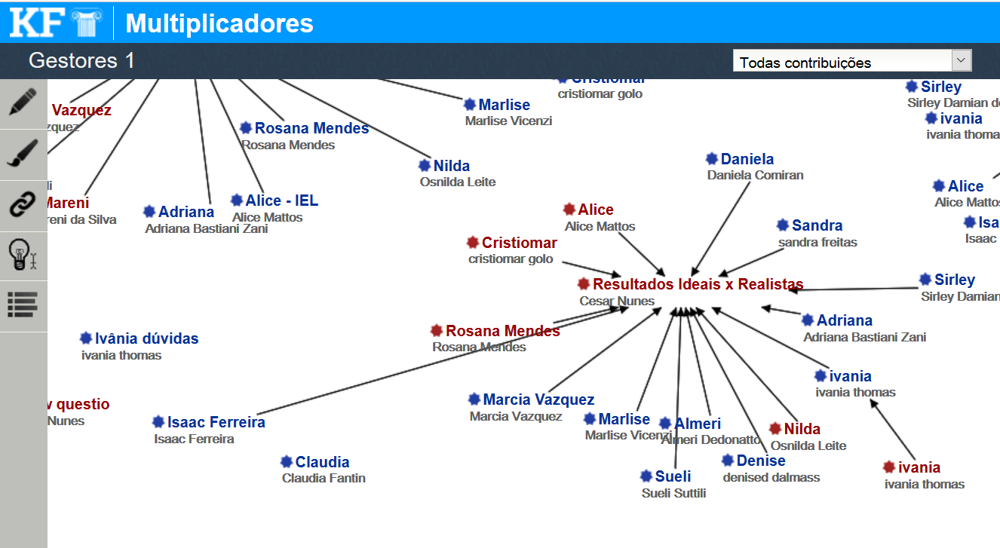 KF Multiplicadores
Gestores 1
Todas contribuições
Cristiomar
cristiomar golo
Sirley
Sirley Damian de
Marlise
Marlise Vicenzi
Vazquez
zquez
ivania
ivania thoma
Rosana Mendes
Rosana Mendes
Nilda
Osnilda Leite
Daniela
Daniela Comiran
li
Alice
Alice Mattos
Mareni
reni da Silva
Adriana
Adriana Bastiani Zani
Alice - IEL
Alice Mattos
Alice
Alice Mattos
Sandra
sandra freitas
Isa
Isaac
Cristiomar
cristiomar golo
Resultados Ideais x Realistas
Cesar Nunes
Sirley
Sirley Damian
Adriana
Adriana Bastiani Zani
Rosana Mendes
Rosana Mendes
Ivânia dúvidas
ivania thomas
ivania
ivania thomas
Marcia Vazquez
Marcia Vazquez
questio
Nunes
Isaac Ferreira
Isaac Ferreira
Marlise
Marlise Vicenzi
Almeri
Almeri Dedonatto
Nilda
Osnilda Leite
Claudia
Claudia Fantin
Denise
denised dalmass
Sueli
Sueli Suttili
ivania
ivania thomas